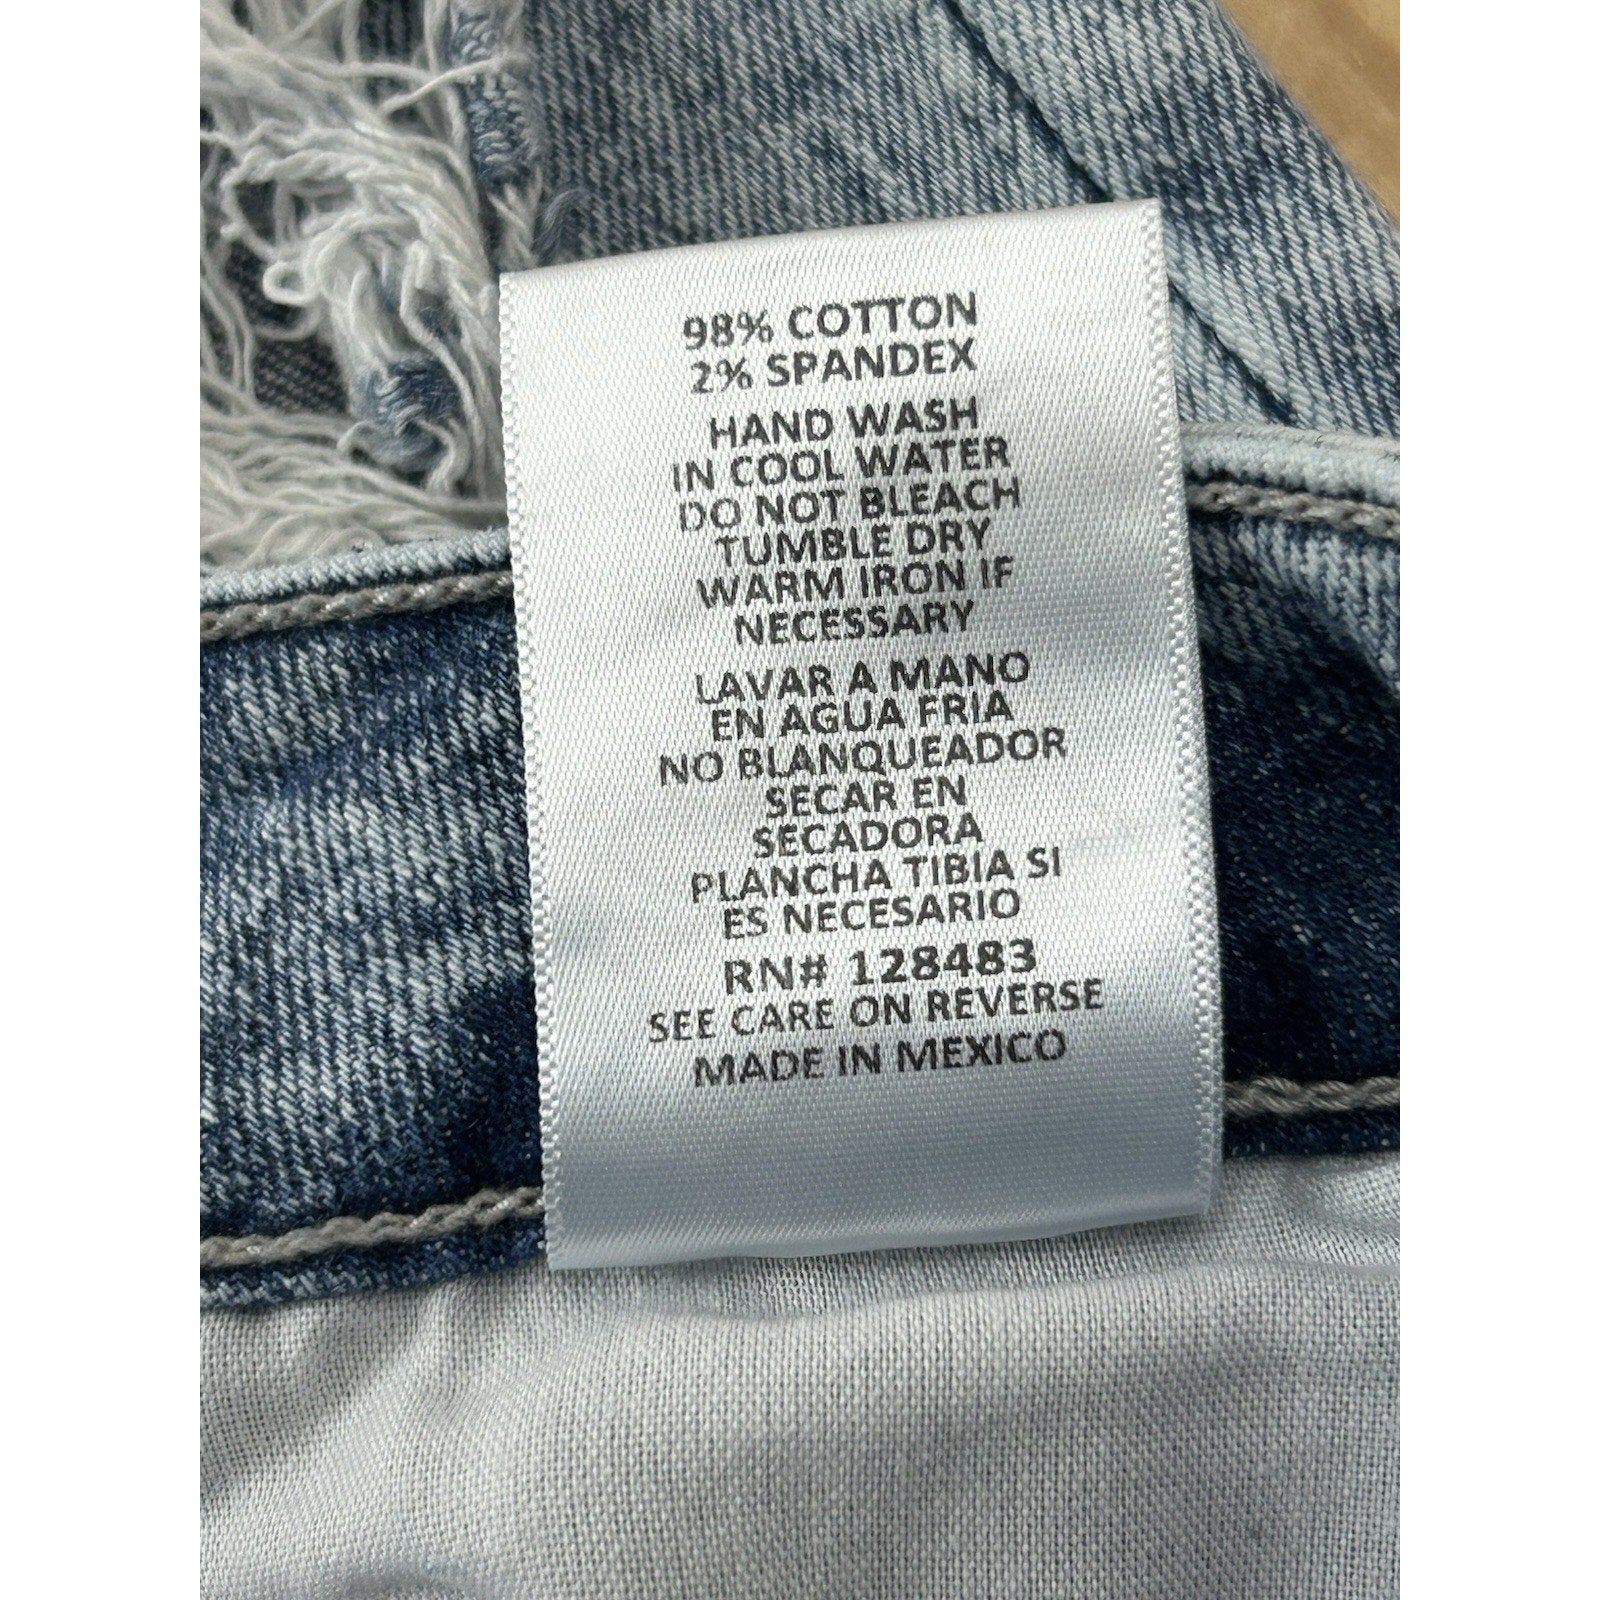 98% COTTON
2% SPANDEX
HAND WASH
IN COOL WATER
DO NOT BLEACH
TUMBLE DRY
WARM IRON IF
NECESSARY
LAVAR A MANO
EN AGUA FRIA
NO BLANQUEADOR
SECAR EN
SECADORA
PLANCHA TIBIA SI
ES NECESARIO
RN# 128483
SEE CARE ON REVERSE
MADE IN MEXICO